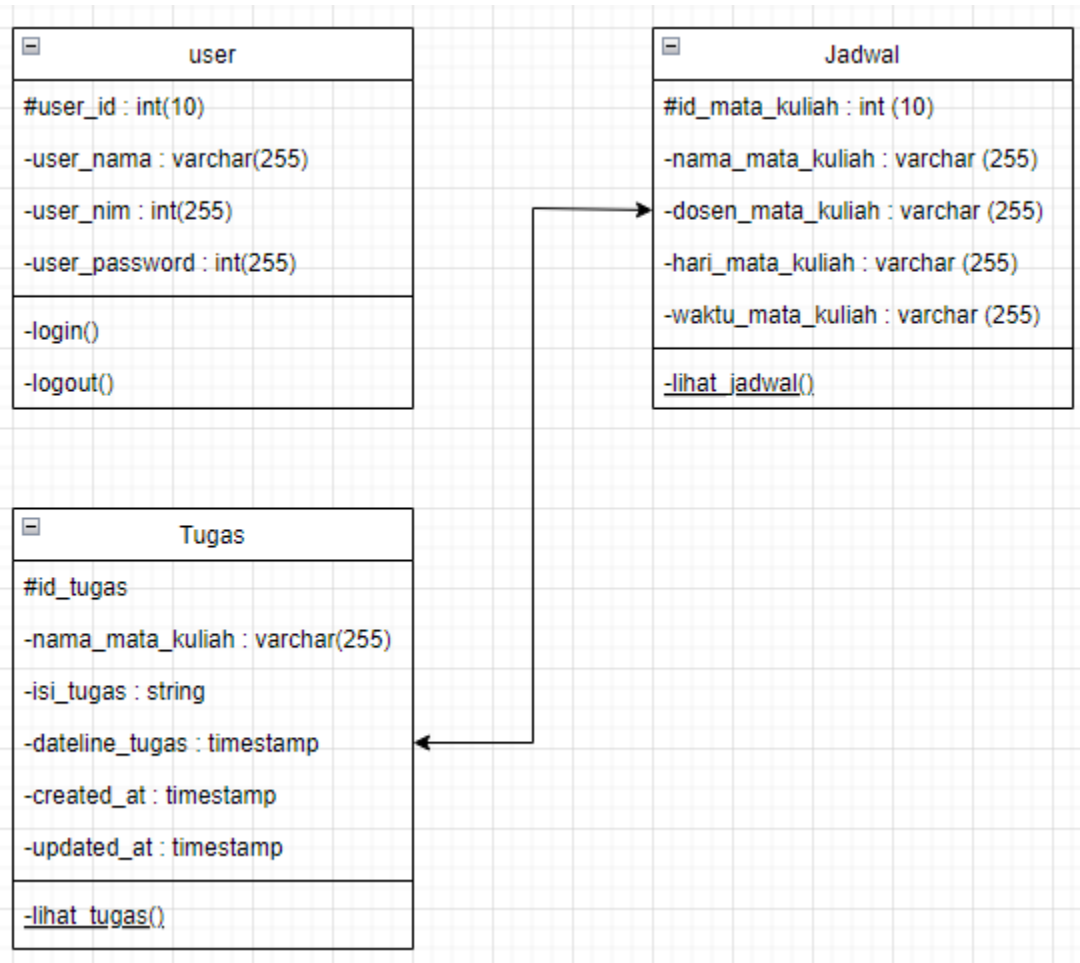 user
#user_id : int(10)
-user_nama : varchar(255)
-user_nim : int(255)
-user_password : int(255)
-login()
-logout()
Jadwal
#id_mata_kuliah : int (10)
-nama_mata_kuliah : varchar (255)
-dosen_mata_kuliah : varchar (255)
-hari_mata_kuliah : varchar (255)
-waktu_mata_kuliah : varchar (255)
-lihat_jadwal()
Tugas
#id_tugas
-nama_mata_kuliah : varchar(255)
-isi_tugas : string
-dateline_tugas : timestamp
-created_at : timestamp
-updated_at : timestamp
-lihat_tugas()